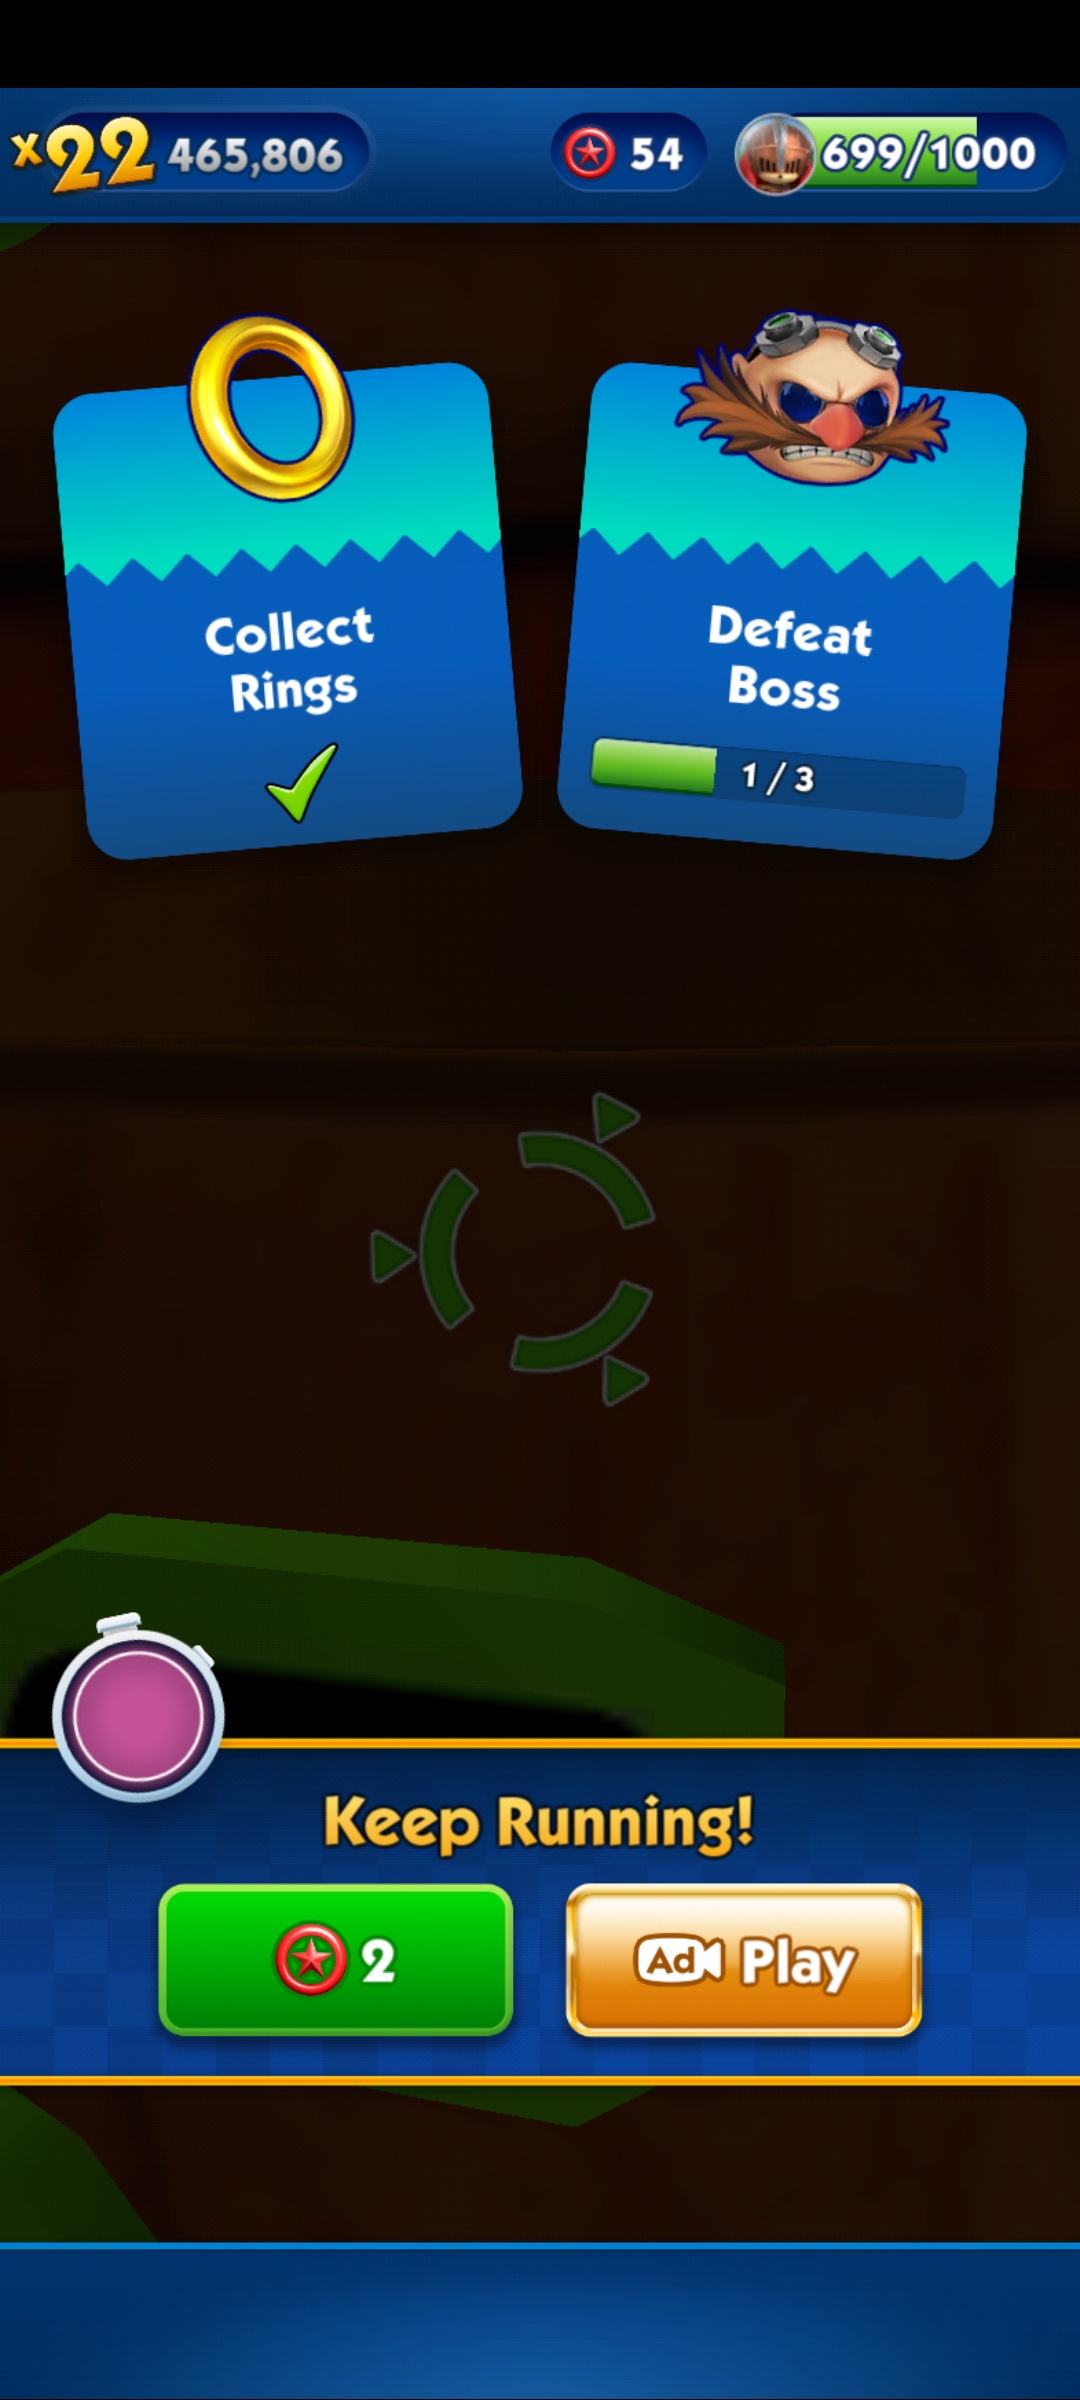 x22 465,806
54
699/1000
Collect
Rings
Defeat
Boss
1 / 3
Keep Running!
2
Ad Play